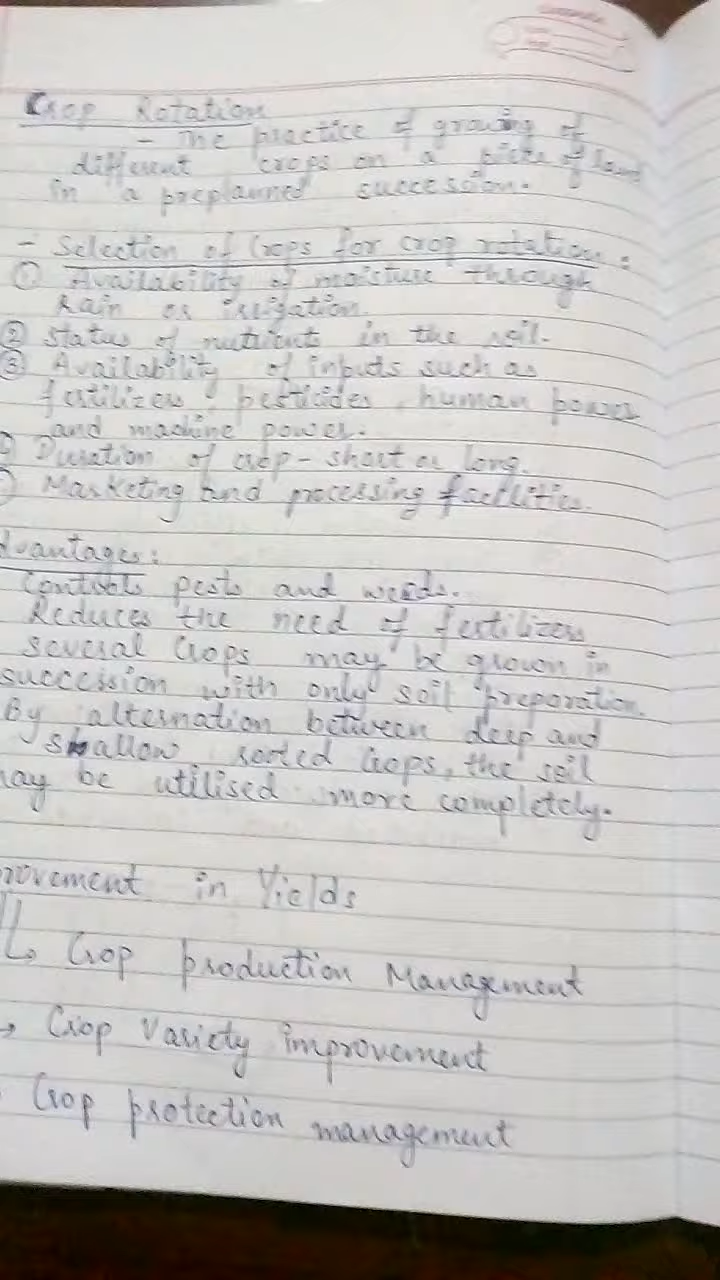 Crop Rotation
- The practice of growing of
different crops on a piece of land
in a preplanned succession.
- Selection of Crops for crop rotation:
① Availability of moisture through
Rain or irrigation.
② Status of nutrients in the soil.
③ Availability of inputs such as
fertilizers, pesticides, human power
and machine power.
Duration of crop - short or long.
Marketing and processing facilities.
dvantages:
Controls pests and weeds.
Reduces the need of fertilizers
several Crops may be grown in
succession with only soil preparation.
By alternation between deep and
shallow rooted Crops, the soil
may be utilised more completely.
rovement in Yields
↳ Crop production Management
→ Crop Variety improvement
Crop protection management